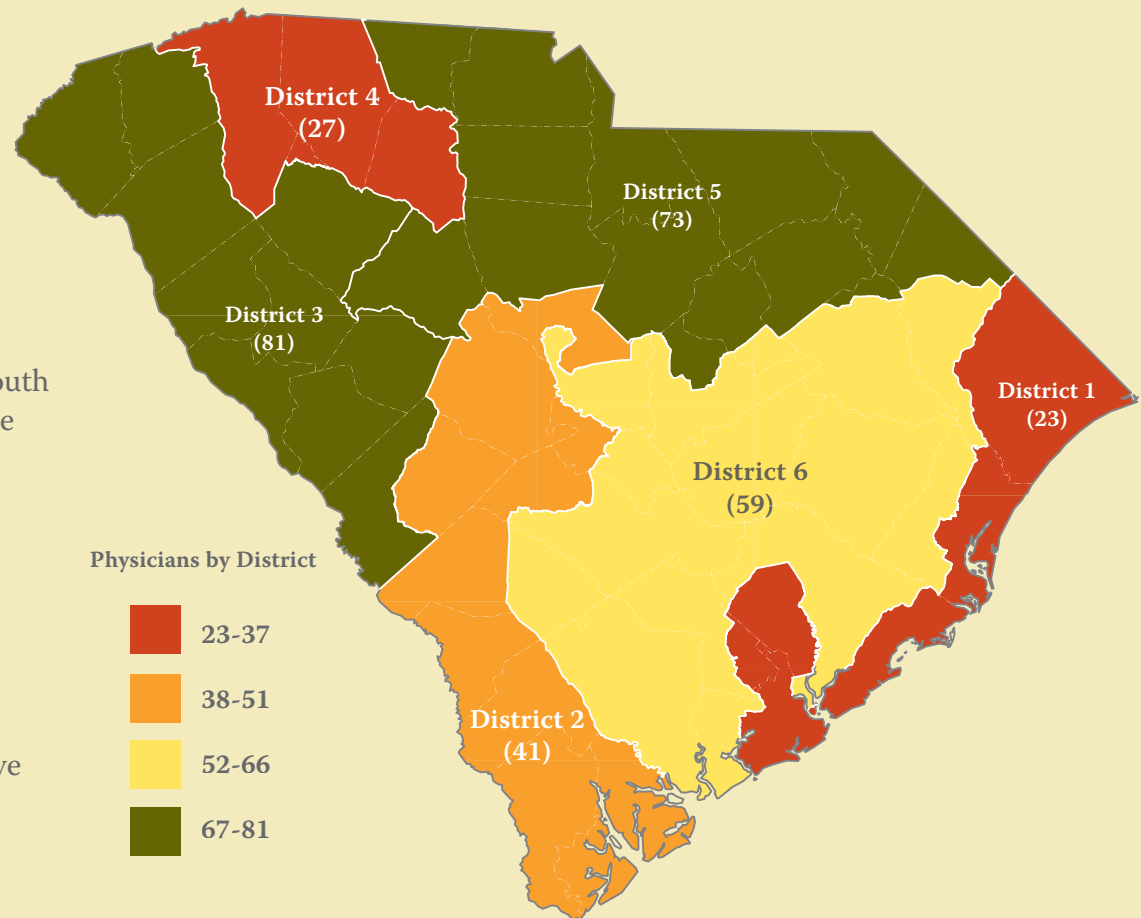 District 4
(27)
District 5
(73)
District 3
(81)
outh
e
District 1
(23)
District 6
(59)
Physicians by District
23-37
38-51
52-66
67-81
District 2
(41)
ve